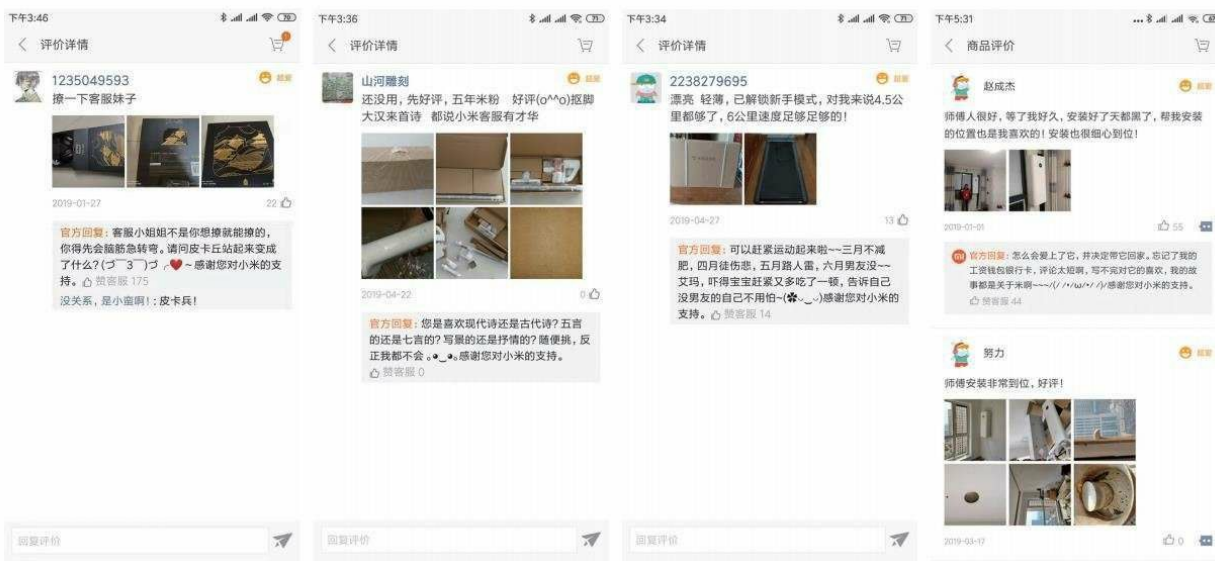 下午3:46
70
评价详情
1235049593
超爱
撩一下客服妹子
2019-01-27
22
官方回复：客服小姐姐不是你想撩就能撩的，
你得先会脑筋急转弯。请问皮卡丘站起来变成
了什么？(づ￣3￣)づ╭❤~感谢您对小米的支
持。 赞客服 175
没关系，是小蛮啊！：皮卡兵！
回复评价
下午3:36
71
评价详情
山河雕刻
超爱
还没用，先好评，五年米粉 好评(o^^o)抠脚
大汉来首诗 都说小米客服有才华
2019-04-22
0
官方回复：您是喜欢现代诗还是古代诗？五言
的还是七言的？写景的还是抒情的？随便挑，反
正我都不会 。●‿●。感谢您对小米的支持。
赞客服 0
回复评价
下午3:34
71
评价详情
2238279695
超爱
漂亮 轻薄，已解锁新手模式，对我来说4.5公
里都够了，6公里速度足够足够的！
2019-04-27
13
官方回复：可以赶紧运动起来啦~~三月不减
肥，四月徒伤悲，五月路人雷，六月男友没~~
艾玛，吓得宝宝赶紧又多吃了一顿，告诉自己
没男友的自己不用怕~(✽◡‿◡)感谢您对小米的
支持。 赞客服 14
回复评价
下午5:31
商品评价
赵成杰
超爱
师傅人很好，等了我好久，安装好了天都黑了，帮我安装
的位置也是我喜欢的！安装也很细心到位！
2019-01-01
55
官方回复：怎么会爱上了它，并决定带它回家。忘记了我的
工资钱包银行卡，评论太短啊，写不完对它的喜欢，我的故
事都是关于米啊~~~(/ /•/ω/•/ /)/感谢您对小米的支持。
赞客服 44
努力
超爱
师傅安装非常到位，好评！
2019-03-17
0